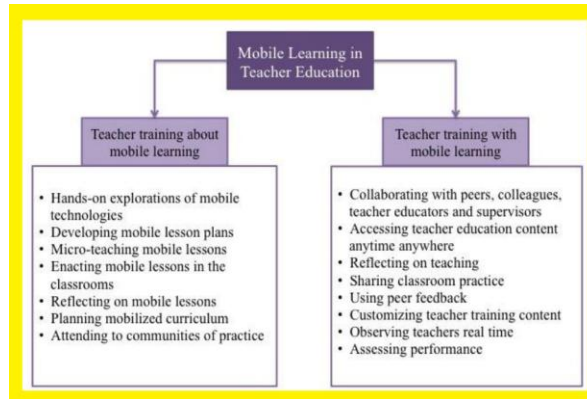 Mobile Learning in
Teacher Education
Teacher training about
mobile learning
• Hands-on explorations of mobile
technologies
• Developing mobile lesson plans
• Micro-teaching mobile lessons
• Enacting mobile lessons in the
classrooms
• Reflecting on mobile lessons
• Planning mobilized curriculum
• Attending to communities of practice
Teacher training with
mobile learning
• Collaborating with peers, colleagues,
teacher educators and supervisors
• Accessing teacher education content
anytime anywhere
• Reflecting on teaching
• Sharing classroom practice
• Using peer feedback
• Customizing teacher training content
• Observing teachers real time
• Assessing performance